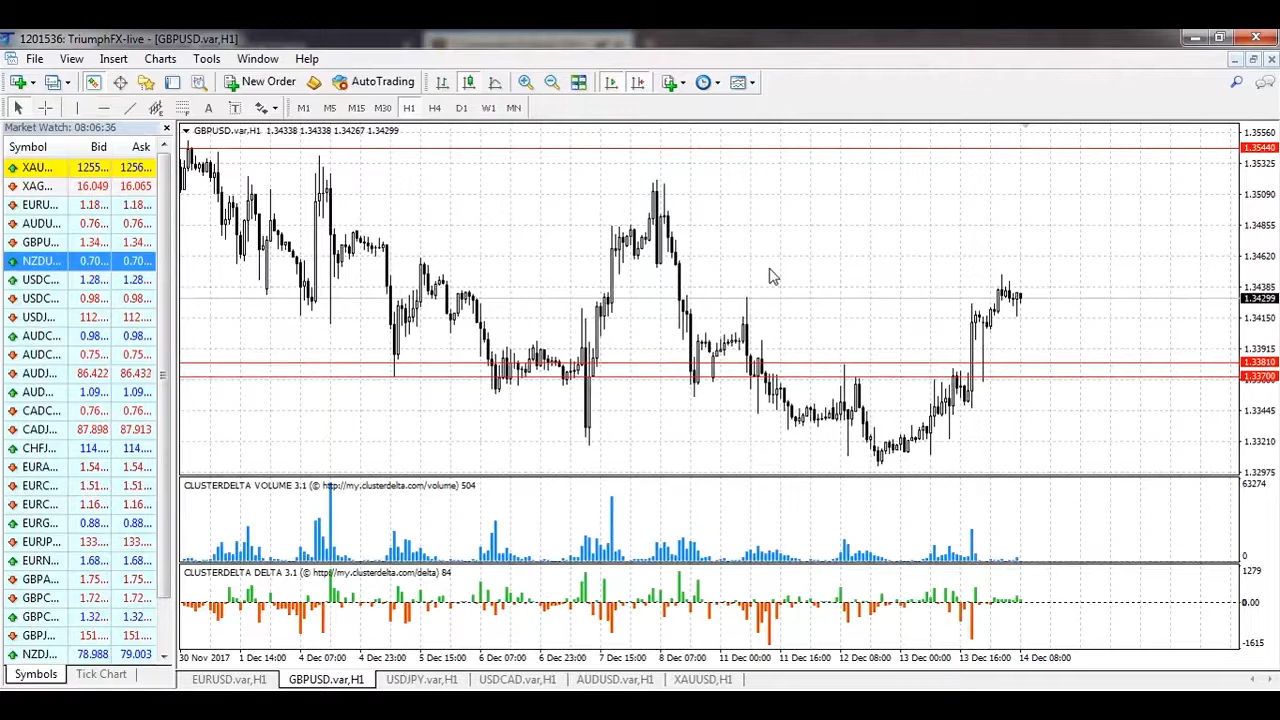 1201536: TriumphFX-live - [GBPUSD.var,H1]
File View Insert Charts Tools Window Help
New Order AutoTrading
A T M1 M5 M15 M30 H1 H4 D1 W1 MN
Market Watch: 08:06:36
Symbol Bid Ask
XAU... 1255... 1256...
XAG... 16.049 16.065
EURU... 1.18... 1.18...
AUDU... 0.76... 0.76...
GBPU... 1.34... 1.34...
NZDU... 0.70... 0.70...
USDC... 1.28... 1.28...
USDC... 0.98... 0.98...
USDJ... 112.... 112....
AUDC... 0.98... 0.98...
AUDC... 0.75... 0.75...
AUDJ... 86.422 86.432
AUD... 1.09... 1.09...
CADC... 0.76... 0.76...
CADJ... 87.898 87.913
CHFJ... 114.... 114....
EURA... 1.54... 1.54...
EURC... 1.51... 1.51...
EURC... 1.16... 1.16...
EURG... 0.88... 0.88...
EURJP... 133.... 133....
EURN... 1.68... 1.68...
GBPA... 1.75... 1.75...
GBPC... 1.72... 1.72...
GBPC... 1.32... 1.32...
GBPJ... 151.... 151....
NZDJ... 78.988 79.003
Symbols Tick Chart
GBPUSD.var,H1 1.34338 1.34338 1.34267 1.34299
1.35560
1.35440
1.35325
1.35090
1.34855
1.34620
1.34385
1.34299
1.34150
1.33915
1.33810
1.33700
1.33445
1.33210
1.32975
CLUSTERDELTA VOLUME 3.1 (© http://my.clusterdelta.com/volume) 504
63274
0
CLUSTERDELTA DELTA 3.1 (© http://my.clusterdelta.com/delta) 84
1279
0.00
-1615
30 Nov 2017 1 Dec 14:00 4 Dec 07:00 4 Dec 23:00 5 Dec 15:00 6 Dec 07:00 6 Dec 23:00 7 Dec 15:00 8 Dec 07:00 11 Dec 00:00 11 Dec 16:00 12 Dec 08:00 13 Dec 00:00 13 Dec 16:00 14 Dec 08:00
EURUSD.var,H1 GBPUSD.var,H1 USDJPY.var,H1 USDCAD.var,H1 AUDUSD.var,H1 XAUUSD,H1